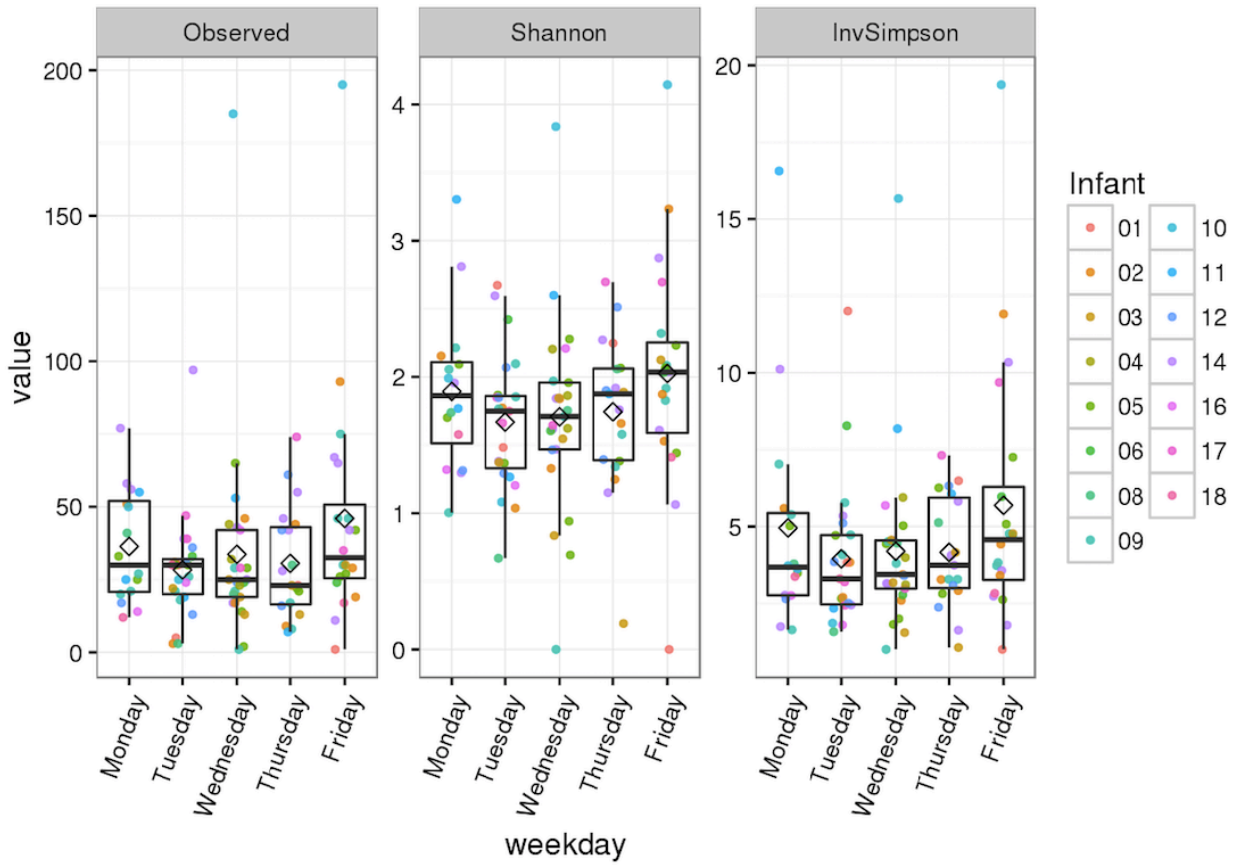 Observed
Shannon
InvSimpson
value
200
150
100
50
0
4
3
2
1
0
20
15
10
5
Monday
Tuesday
Wednesday
Thursday
Friday
Monday
Tuesday
Wednesday
Thursday
Friday
Monday
Tuesday
Wednesday
Thursday
Friday
weekday
Infant
01
02
03
04
05
06
08
09
10
11
12
14
16
17
18